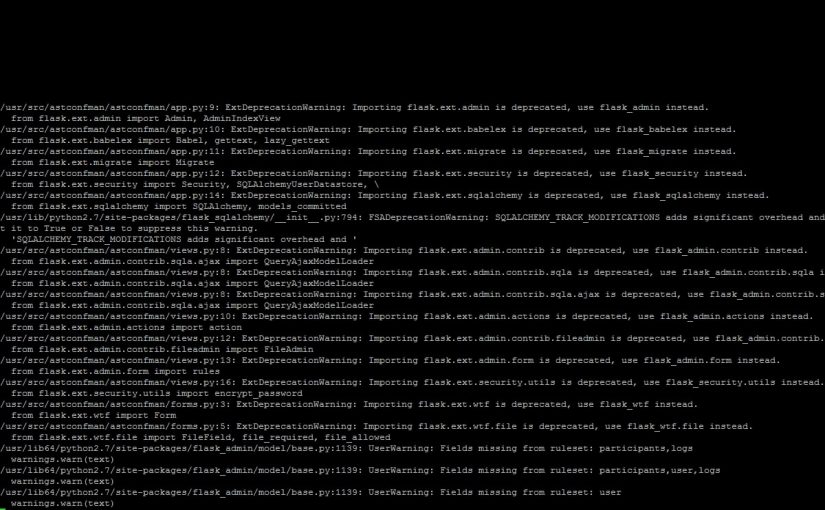 /usr/src/astconfman/astconfman/app.py:9: ExtDeprecationWarning: Importing flask.ext.admin is deprecated, use flask_admin instead.
  from flask.ext.admin import Admin, AdminIndexView
/usr/src/astconfman/astconfman/app.py:10: ExtDeprecationWarning: Importing flask.ext.babelex is deprecated, use flask_babelex instead.
  from flask.ext.babelex import Babel, gettext, lazy_gettext
/usr/src/astconfman/astconfman/app.py:11: ExtDeprecationWarning: Importing flask.ext.migrate is deprecated, use flask_migrate instead.
  from flask.ext.migrate import Migrate
/usr/src/astconfman/astconfman/app.py:12: ExtDeprecationWarning: Importing flask.ext.security is deprecated, use flask_security instead.
  from flask.ext.security import Security, SQLAlchemyUserDatastore, \
/usr/src/astconfman/astconfman/app.py:14: ExtDeprecationWarning: Importing flask.ext.sqlalchemy is deprecated, use flask_sqlalchemy instead.
  from flask.ext.sqlalchemy import SQLAlchemy, models_committed
/usr/lib/python2.7/site-packages/flask_sqlalchemy/__init__.py:794: FSADeprecationWarning: SQLALCHEMY_TRACK_MODIFICATIONS adds significant overhead and
t it to True or False to suppress this warning.
  'SQLALCHEMY_TRACK_MODIFICATIONS adds significant overhead and '
/usr/src/astconfman/astconfman/views.py:8: ExtDeprecationWarning: Importing flask.ext.admin.contrib is deprecated, use flask_admin.contrib instead.
  from flask.ext.admin.contrib.sqla.ajax import QueryAjaxModelLoader
/usr/src/astconfman/astconfman/views.py:8: ExtDeprecationWarning: Importing flask.ext.admin.contrib.sqla is deprecated, use flask_admin.contrib.sqla i
  from flask.ext.admin.contrib.sqla.ajax import QueryAjaxModelLoader
/usr/src/astconfman/astconfman/views.py:8: ExtDeprecationWarning: Importing flask.ext.admin.contrib.sqla.ajax is deprecated, use flask_admin.contrib.s
  from flask.ext.admin.contrib.sqla.ajax import QueryAjaxModelLoader
/usr/src/astconfman/astconfman/views.py:10: ExtDeprecationWarning: Importing flask.ext.admin.actions is deprecated, use flask_admin.actions instead.
  from flask.ext.admin.actions import action
/usr/src/astconfman/astconfman/views.py:12: ExtDeprecationWarning: Importing flask.ext.admin.contrib.fileadmin is deprecated, use flask_admin.contrib.
  from flask.ext.admin.contrib.fileadmin import FileAdmin
/usr/src/astconfman/astconfman/views.py:13: ExtDeprecationWarning: Importing flask.ext.admin.form is deprecated, use flask_admin.form instead.
  from flask.ext.admin.form import rules
/usr/src/astconfman/astconfman/views.py:16: ExtDeprecationWarning: Importing flask.ext.security.utils is deprecated, use flask_security.utils instead.
  from flask.ext.security.utils import encrypt_password
/usr/src/astconfman/astconfman/forms.py:3: ExtDeprecationWarning: Importing flask.ext.wtf is deprecated, use flask_wtf instead.
  from flask.ext.wtf import Form
/usr/src/astconfman/astconfman/forms.py:5: ExtDeprecationWarning: Importing flask.ext.wtf.file is deprecated, use flask_wtf.file instead.
  from flask.ext.wtf.file import FileField, file_required, file_allowed
/usr/lib64/python2.7/site-packages/flask_admin/model/base.py:1139: UserWarning: Fields missing from ruleset: participants,logs
  warnings.warn(text)
/usr/lib64/python2.7/site-packages/flask_admin/model/base.py:1139: UserWarning: Fields missing from ruleset: participants,user,logs
  warnings.warn(text)
/usr/lib64/python2.7/site-packages/flask_admin/model/base.py:1139: UserWarning: Fields missing from ruleset: user
  warnings.warn(text)